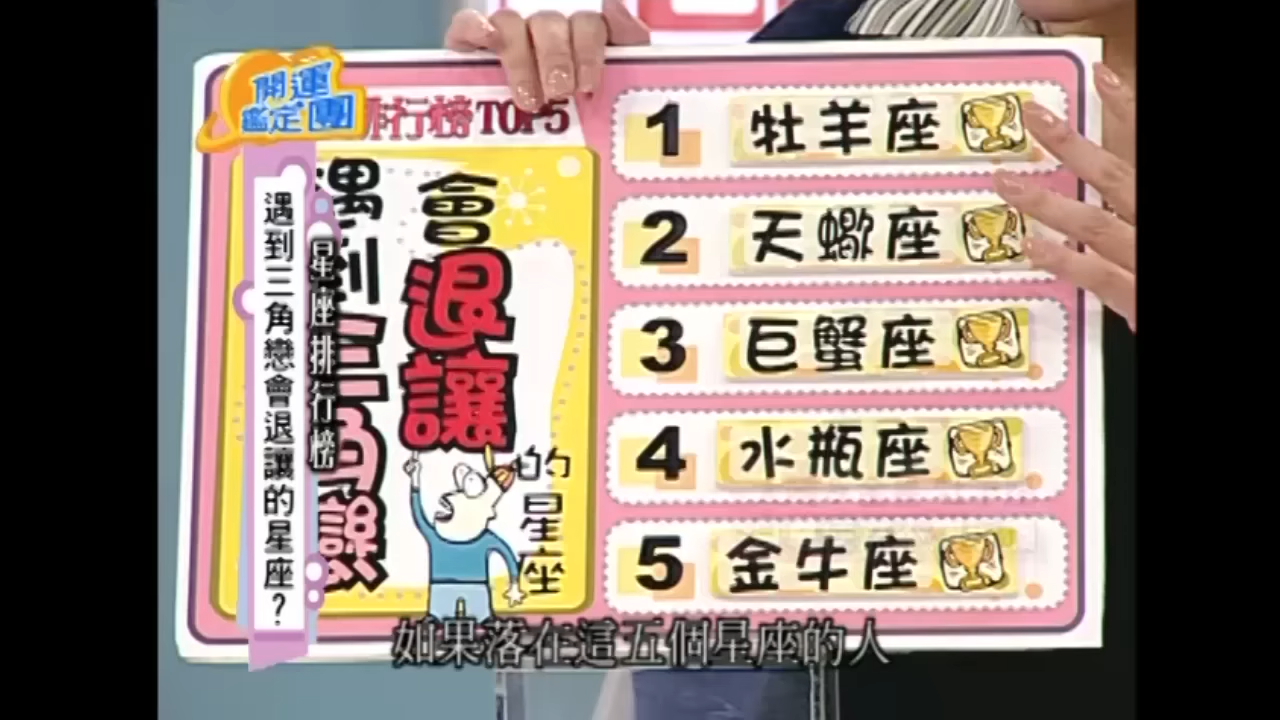 開運
鑑定團
排行榜TOP5
遇到三角戀
會退讓
的星座
1 牡羊座
2 天蠍座
3 巨蟹座
4 水瓶座
5 金牛座
星座排行榜
遇到三角戀會退讓的星座？
如果落在這五個星座的人